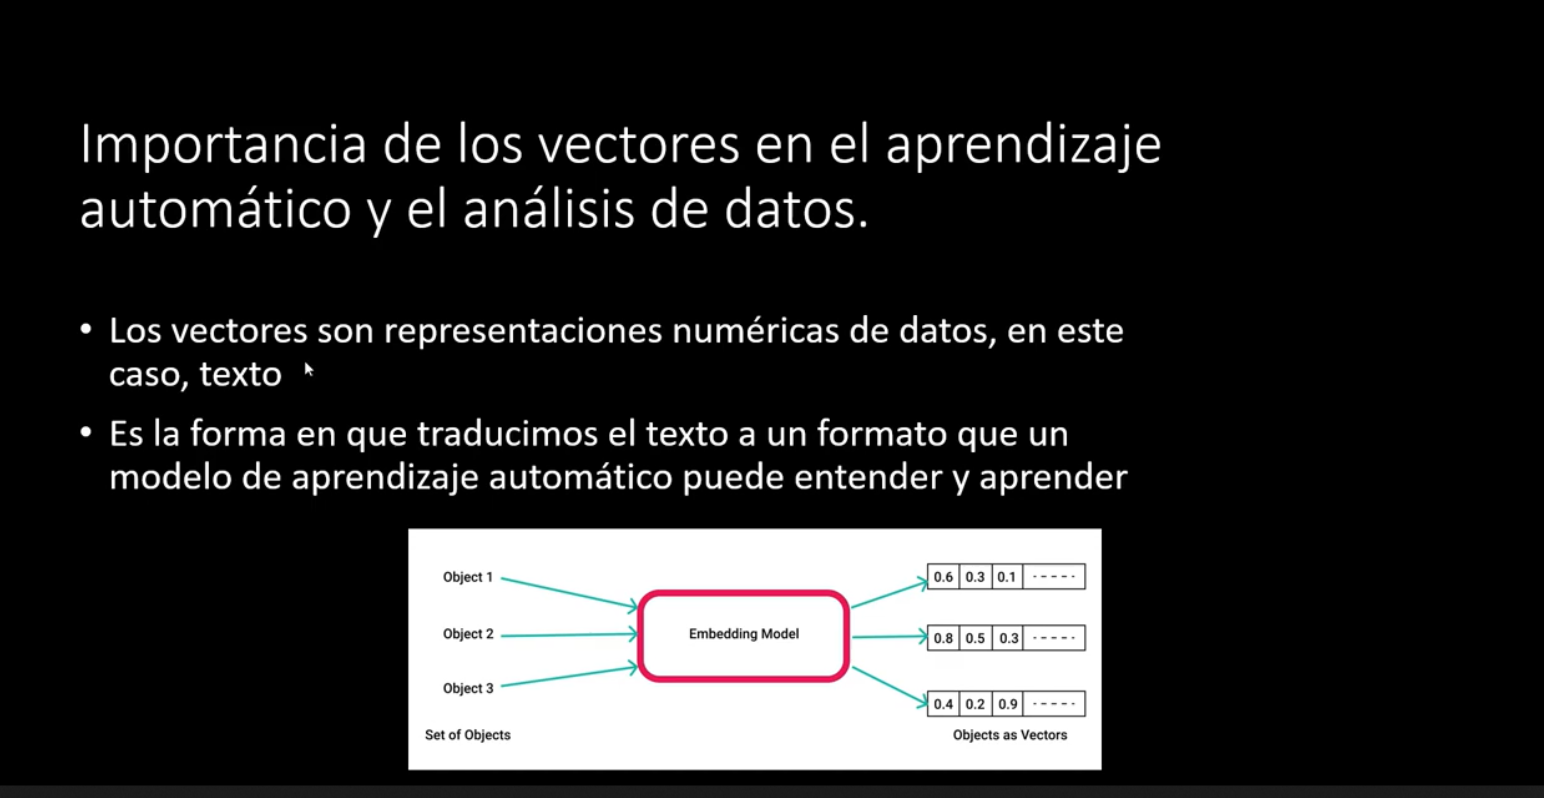 Importancia de los vectores en el aprendizaje
automático y el análisis de datos.
• Los vectores son representaciones numéricas de datos, en este
caso, texto
• Es la forma en que traducimos el texto a un formato que un
modelo de aprendizaje automático puede entender y aprender
Object 1
0.6 0.3 0.1 -----
Object 2
Embedding Model
0.8 0.5 0.3 -----
Object 3
0.4 0.2 0.9 -----
Set of Objects
Objects as Vectors